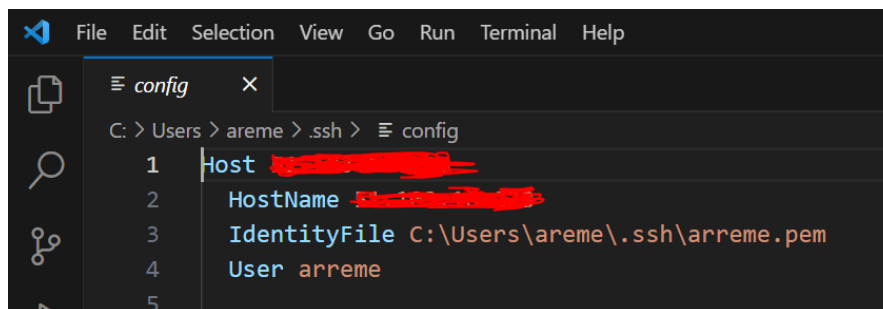 File Edit Selection View Go Run Terminal Help
config
C: > Users > areme > .ssh > config
1 Host
2 HostName
3 IdentityFile C:\Users\areme\.ssh\arreme.pem
4 User arreme
5